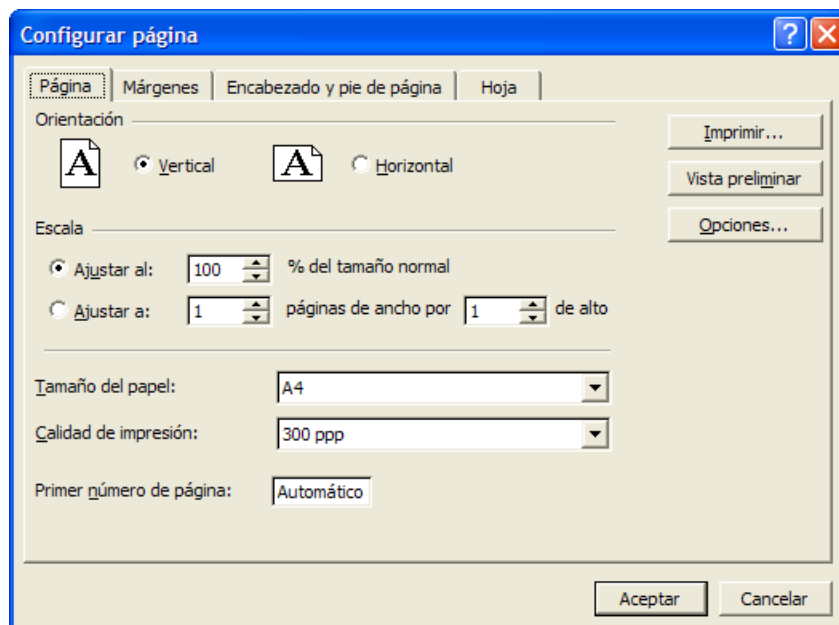 Configurar página
Página Márgenes Encabezado y pie de página Hoja
Orientación
A Vertical A Horizontal
Imprimir...
Vista preliminar
Opciones...
Escala
Ajustar al: 100 % del tamaño normal
Ajustar a: 1 páginas de ancho por 1 de alto
Tamaño del papel: A4
Calidad de impresión: 300 ppp
Primer número de página: Automático
Aceptar Cancelar